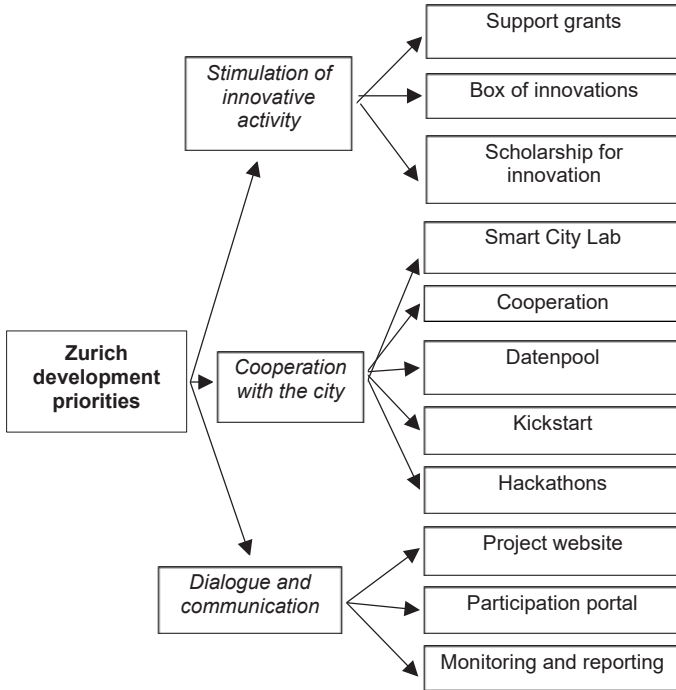 Support grants
Stimulation of
innovative
activity
Box of innovations
Scholarship for
innovation
Smart City Lab
Cooperation
Zurich
development
priorities
Cooperation
with the city
Datenpool
Kickstart
Hackathons
Project website
Dialogue and
communication
Participation portal
Monitoring and reporting